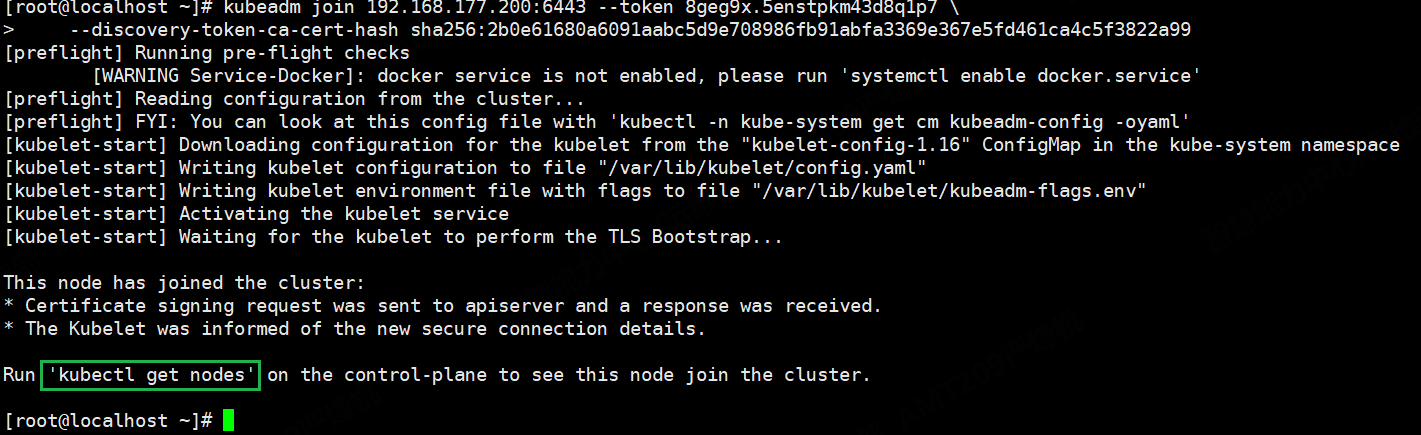 [root@localhost ~]# kubeadm join 192.168.177.200:6443 --token 8geg9x.5enstpkm43d8q1p7 \
>     --discovery-token-ca-cert-hash sha256:2b0e61680a6091aabc5d9e708986fb91abfa3369e367e5fd461ca4c5f3822a99
[preflight] Running pre-flight checks
        [WARNING Service-Docker]: docker service is not enabled, please run 'systemctl enable docker.service'
[preflight] Reading configuration from the cluster...
[preflight] FYI: You can look at this config file with 'kubectl -n kube-system get cm kubeadm-config -oyaml'
[kubelet-start] Downloading configuration for the kubelet from the "kubelet-config-1.16" ConfigMap in the kube-system namespace
[kubelet-start] Writing kubelet configuration to file "/var/lib/kubelet/config.yaml"
[kubelet-start] Writing kubelet environment file with flags to file "/var/lib/kubelet/kubeadm-flags.env"
[kubelet-start] Activating the kubelet service
[kubelet-start] Waiting for the kubelet to perform the TLS Bootstrap...
This node has joined the cluster:
* Certificate signing request was sent to apiserver and a response was received.
* The Kubelet was informed of the new secure connection details.
Run 'kubectl get nodes' on the control-plane to see this node join the cluster.
[root@localhost ~]#